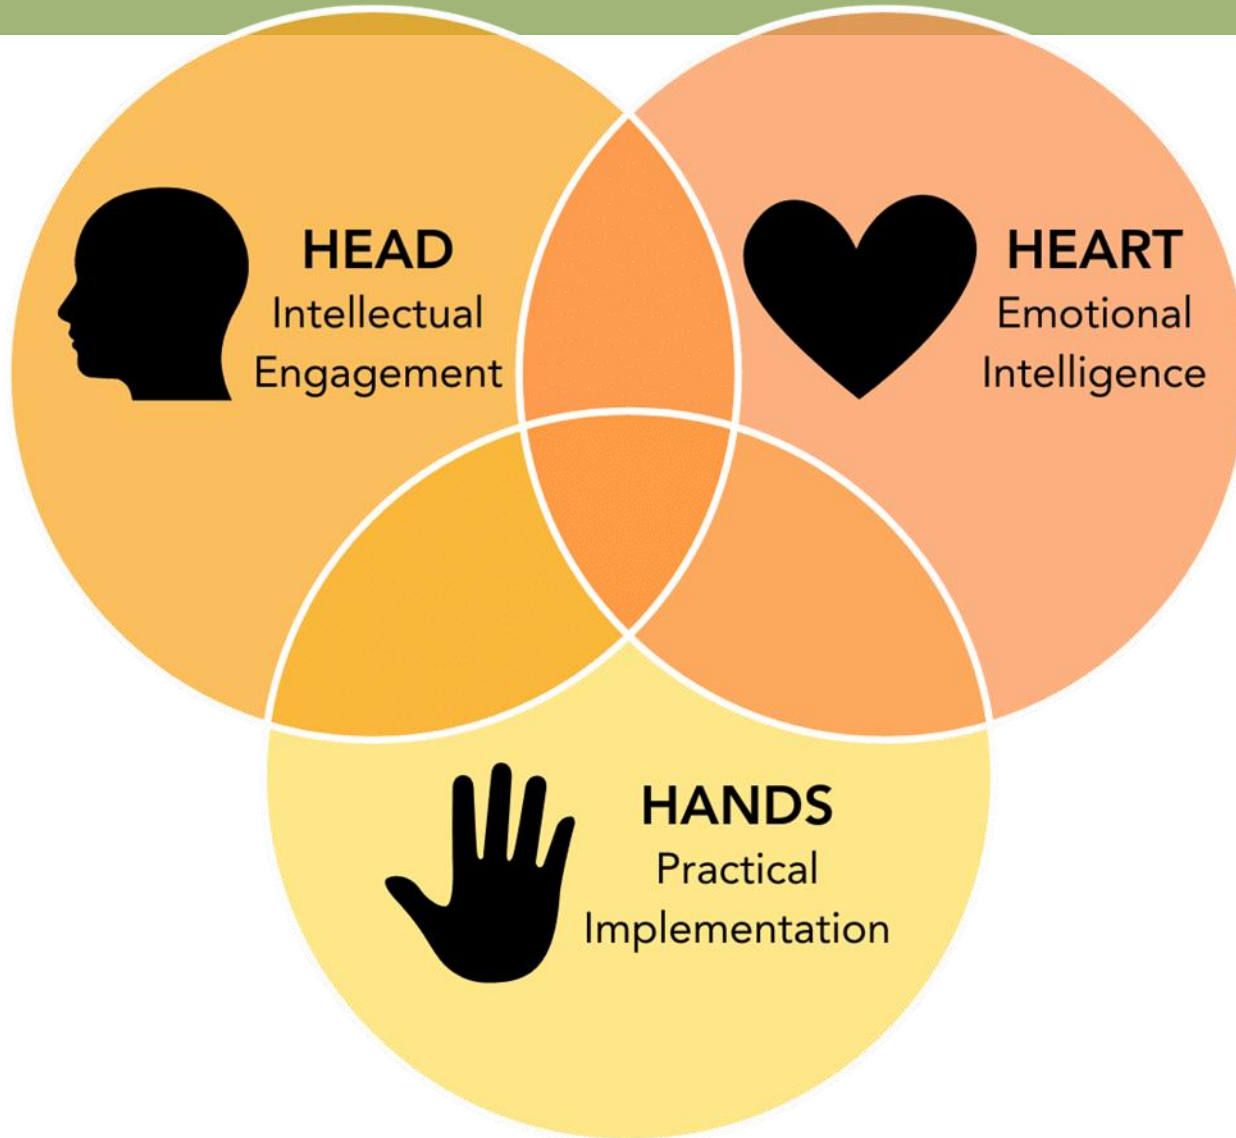 HEAD
Intellectual
Engagement
HEART
Emotional
Intelligence
HANDS
Practical
Implementation